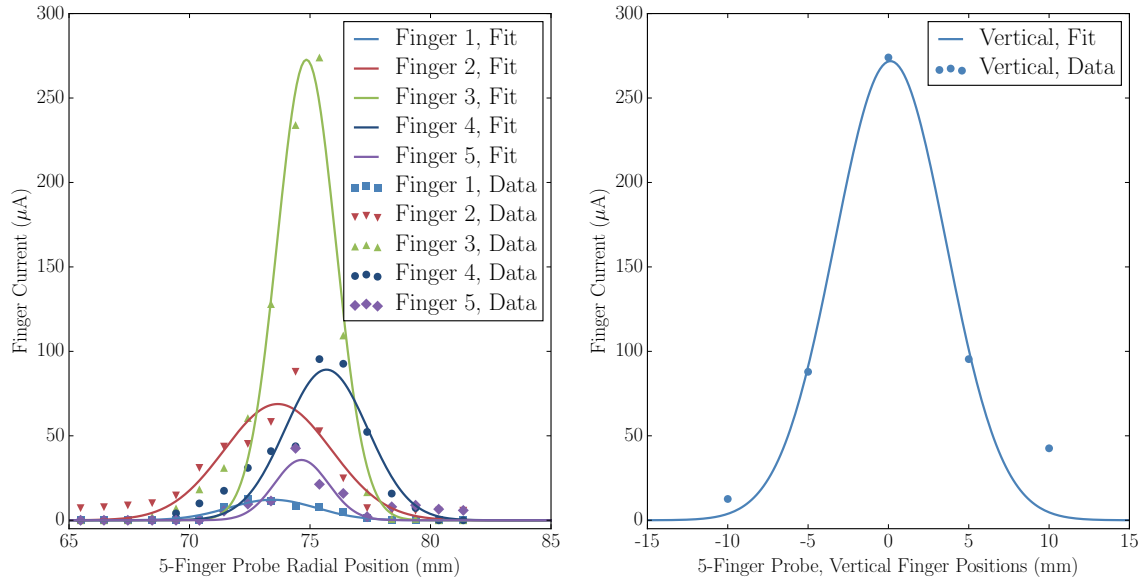 300
250
200
150
100
50
0
65
70
75
80
85
5-Finger Probe Radial Position (mm)
Finger Current (μA)
Finger 1, Fit
Finger 2, Fit
Finger 3, Fit
Finger 4, Fit
Finger 5, Fit
Finger 1, Data
Finger 2, Data
Finger 3, Data
Finger 4, Data
Finger 5, Data
300
250
200
150
100
50
0
-15
-10
-5
0
5
10
15
5-Finger Probe, Vertical Finger Positions (mm)
Finger Current (μA)
Vertical, Fit
Vertical, Data